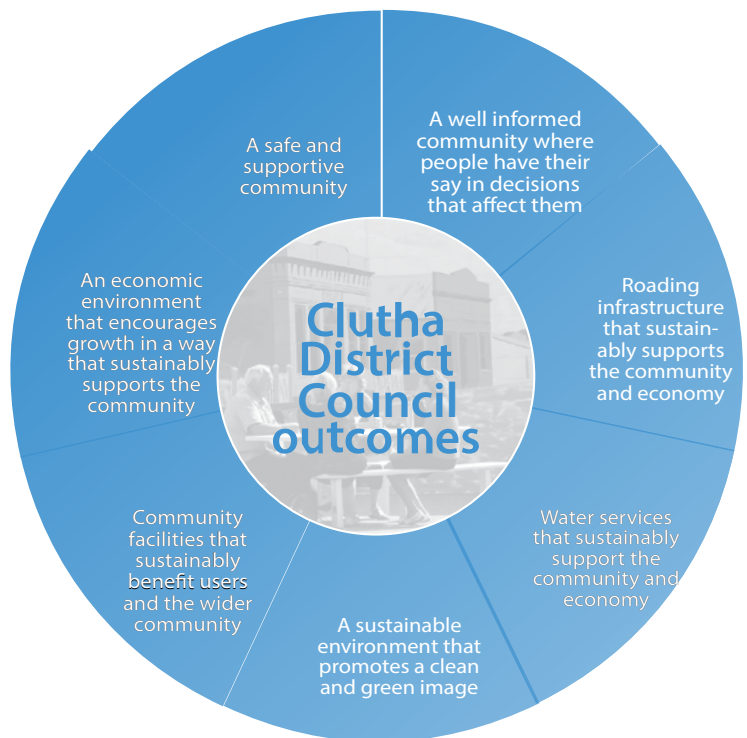 Clutha
District
Council
outcomes
A well informed
community where
people have their
say in decisions
that affect them
Roading
infrastructure
that sustain-
ably supports
the community
and economy
Water services
that sustainably
support the
community and
economy
A sustainable
environment that
promotes a clean
and green image
Community
facilities that
sustainably
benefit users
and the wider
community
An economic
environment
that encourages
growth in a way
that sustainably
supports the
community
A safe and
supportive
community